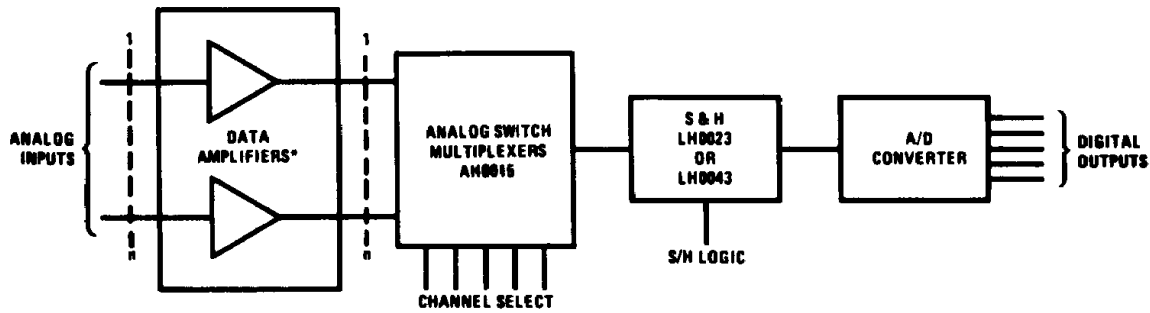 1
1
ANALOG
INPUTS
DATA
AMPLIFIERS*
n
n
ANALOG SWITCH
MULTIPLEXERS
AH0015
CHANNEL SELECT
S & H
LH0023
OR
LH0043
S/H LOGIC
A/D
CONVERTER
DIGITAL
OUTPUTS